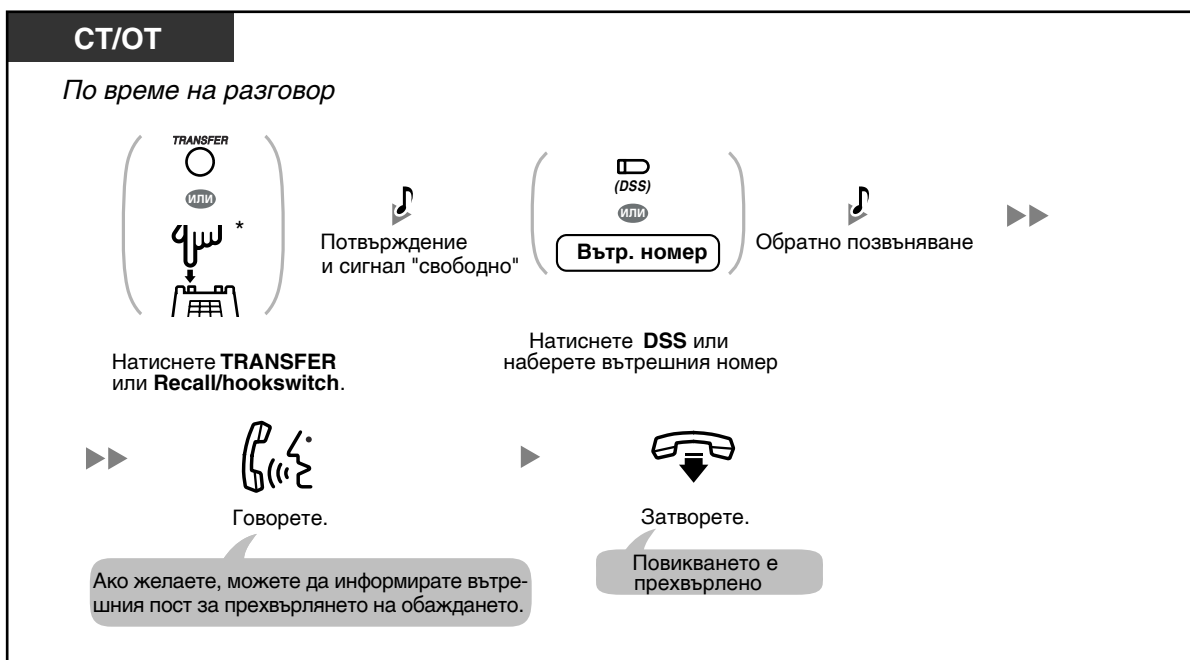 СТ/ОТ
По време на разговор
TRANSFER
или
*
Потвърждение
и сигнал "свободно"
(DSS)
или
Вътр. номер
Обратно позвъняване
Натиснете TRANSFER
или Recall/hookswitch.
Натиснете DSS или
наберете вътрешния номер
Говорете.
Затворете.
Ако желаете, можете да информирате вътре-
шния пост за прехвърлянето на обаждането.
Повикването е
прехвърлено